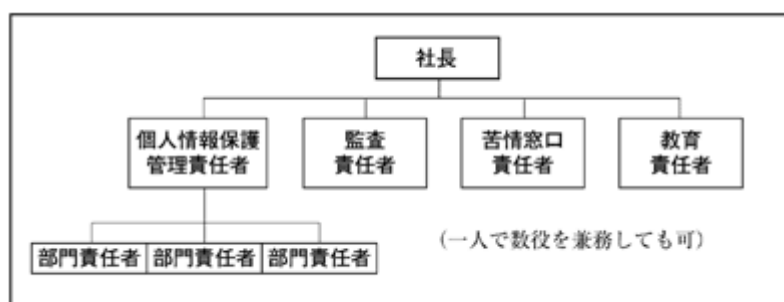 社長
個人情報保護
管理責任者
監査
責任者
苦情窓口
責任者
教育
責任者
部門責任者
部門責任者
部門責任者
(一人で数役を兼務しても可)